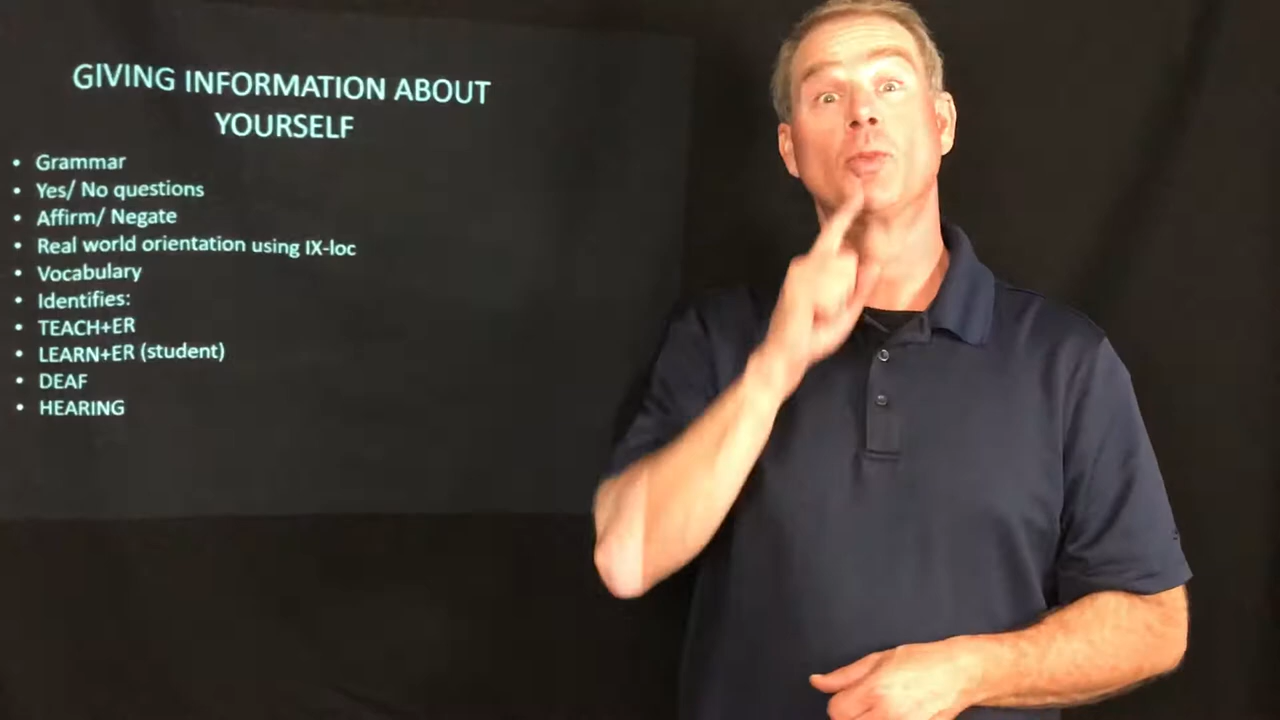 GIVING INFORMATION ABOUT
YOURSELF
• Grammar
• Yes/ No questions
• Affirm/ Negate
• Real world orientation using IX-loc
• Vocabulary
• Identifies:
• TEACH+ER
• LEARN+ER (student)
• DEAF
• HEARING